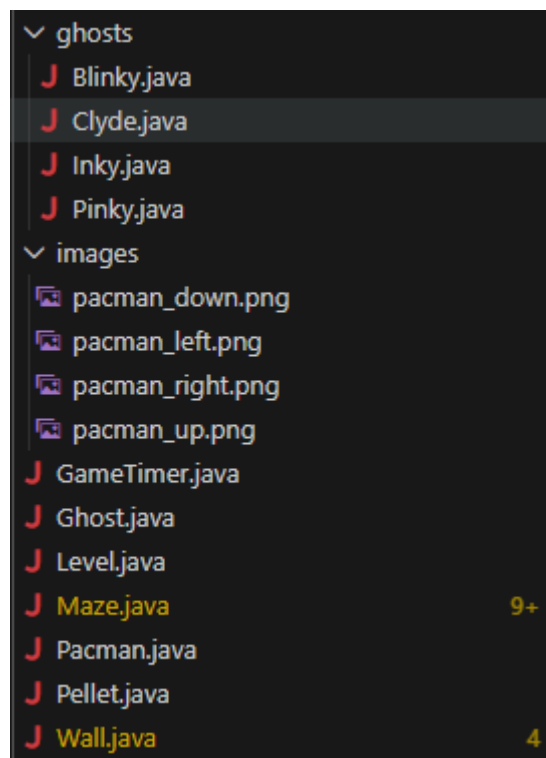 ghosts
J Blinky.java
J Clyde.java
J Inky.java
J Pinky.java
images
pacman_down.png
pacman_left.png
pacman_right.png
pacman_up.png
J GameTimer.java
J Ghost.java
J Level.java
J Maze.java 9+
J Pacman.java
J Pellet.java
J Wall.java 4